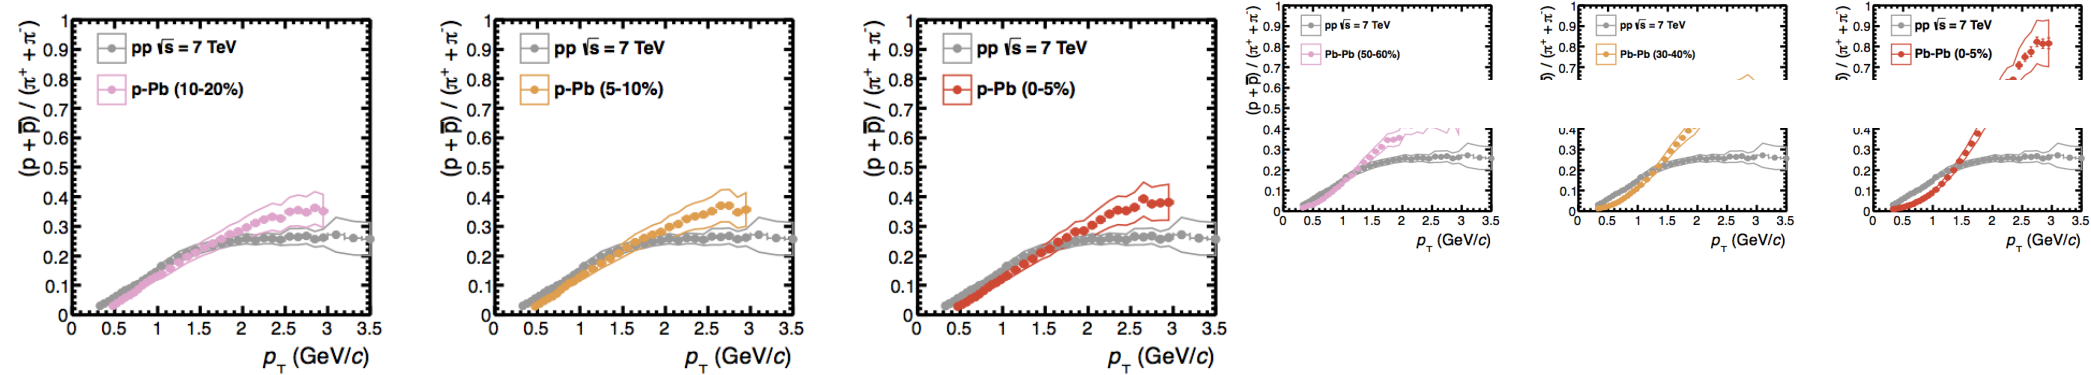 (p + p̅) / (π⁺ + π⁻)
1
0.9
0.8
0.7
0.6
0.5
0.4
0.3
0.2
0.1
0
pp √s = 7 TeV
p-Pb (10-20%)
0 0.5 1 1.5 2 2.5 3 3.5
p_T (GeV/c)
(p + p̅) / (π⁺ + π⁻)
1
0.9
0.8
0.7
0.6
0.5
0.4
0.3
0.2
0.1
0
pp √s = 7 TeV
p-Pb (5-10%)
0 0.5 1 1.5 2 2.5 3 3.5
p_T (GeV/c)
(p + p̅) / (π⁺ + π⁻)
1
0.9
0.8
0.7
0.6
0.5
0.4
0.3
0.2
0.1
0
pp √s = 7 TeV
p-Pb (0-5%)
0 0.5 1 1.5 2 2.5 3 3.5
p_T (GeV/c)
(p + p̅) / (π⁺ + π⁻)
1
0.9
0.8
0.7
0.6
0.5
0.4
0.3
0.2
0.1
0
pp √s = 7 TeV
Pb-Pb (50-60%)
0.5 1 1.5 2 2.5 3 3.5
p_T (GeV/c)
) / (π⁺ + π⁻)
1
0.9
0.8
0.7
0.4
0.3
0.2
0.1
0
pp √s = 7 TeV
Pb-Pb (30-40%)
0.5 1 1.5 2 2.5 3 3.5
p_T (GeV/c)
) / (π⁺ + π⁻)
1
0.9
0.8
0.7
0.4
0.3
0.2
0.1
0
pp √s = 7 TeV
Pb-Pb (0-5%)
0.5 1 1.5 2 2.5 3 3.5
p_T (GeV/c)